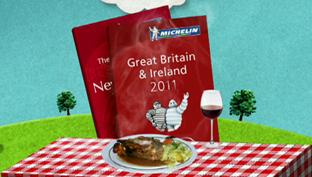 The
Ne
MICHELIN
Great Britain
& Ireland
2011